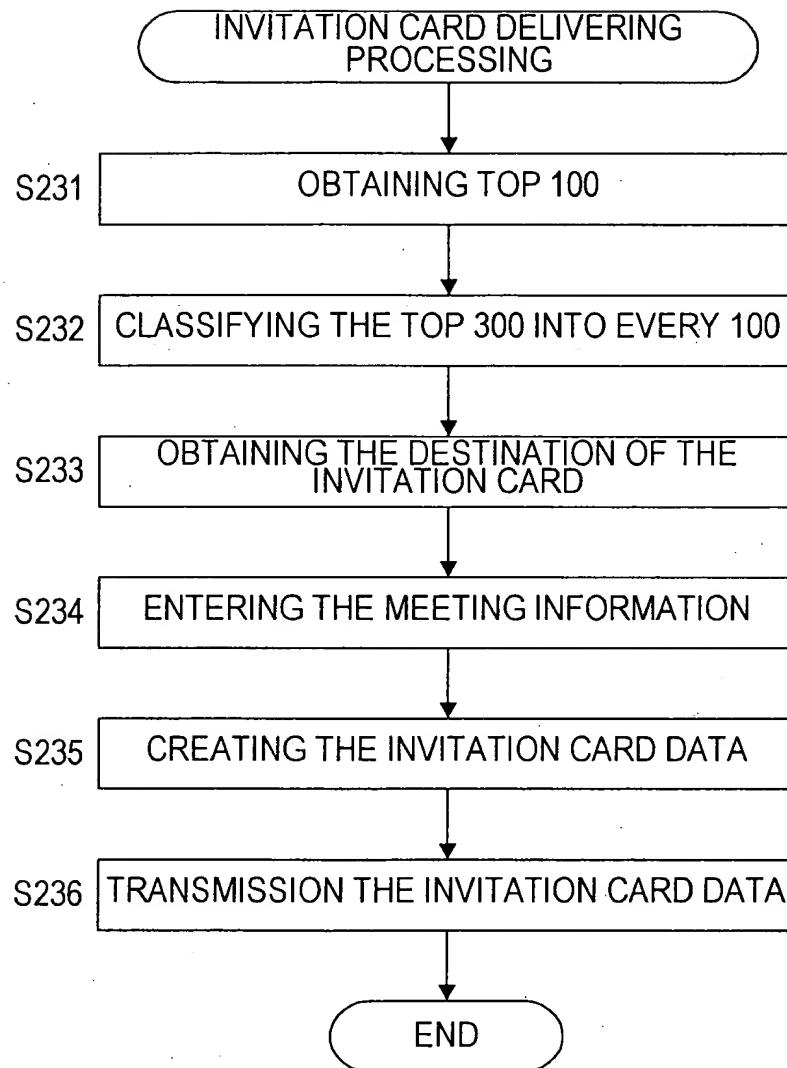 INVITATION CARD DELIVERING
PROCESSING
S231 OBTAINING TOP 100
S232 CLASSIFYING THE TOP 300 INTO EVERY 100
S233 OBTAINING THE DESTINATION OF THE
INVITATION CARD
S234 ENTERING THE MEETING INFORMATION
S235 CREATING THE INVITATION CARD DATA
S236 TRANSMISSION THE INVITATION CARD DATA
END